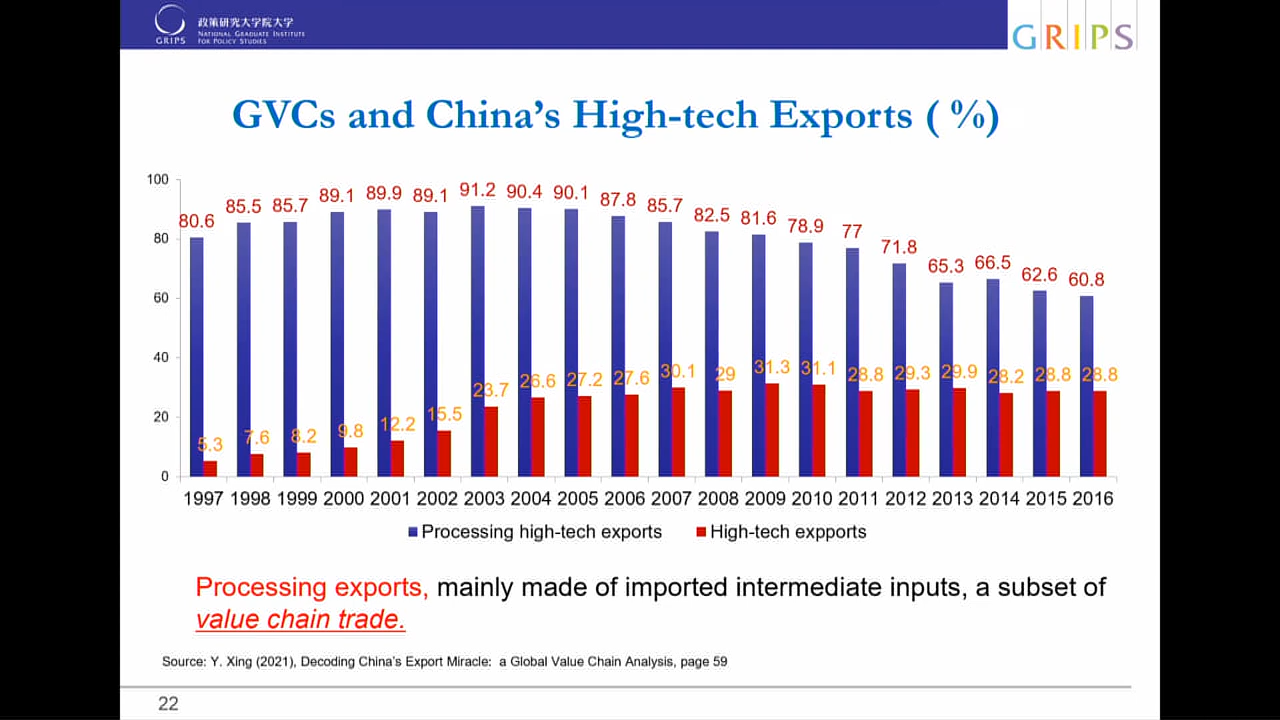 GRIPS
政策研究大学院大学
NATIONAL GRADUATE INSTITUTE
FOR POLICY STUDIES
GRIPS
GVCs and China's High-tech Exports ( %)
100
80
60
40
20
0
80.6 85.5 85.7 89.1 89.9 89.1 91.2 90.4 90.1 87.8 85.7 82.5 81.6 78.9 77 71.8 65.3 66.5 62.6 60.8
5.3 7.6 8.2 9.8 12.2 15.5 23.7 26.6 27.2 27.6 30.1 29 31.3 31.1 28.8 29.3 29.9 28.2 28.8 28.8
1997 1998 1999 2000 2001 2002 2003 2004 2005 2006 2007 2008 2009 2010 2011 2012 2013 2014 2015 2016
Processing high-tech exports High-tech expports
Processing exports, mainly made of imported intermediate inputs, a subset of
value chain trade.
Source: Y. Xing (2021), Decoding China's Export Miracle: a Global Value Chain Analysis, page 59
22